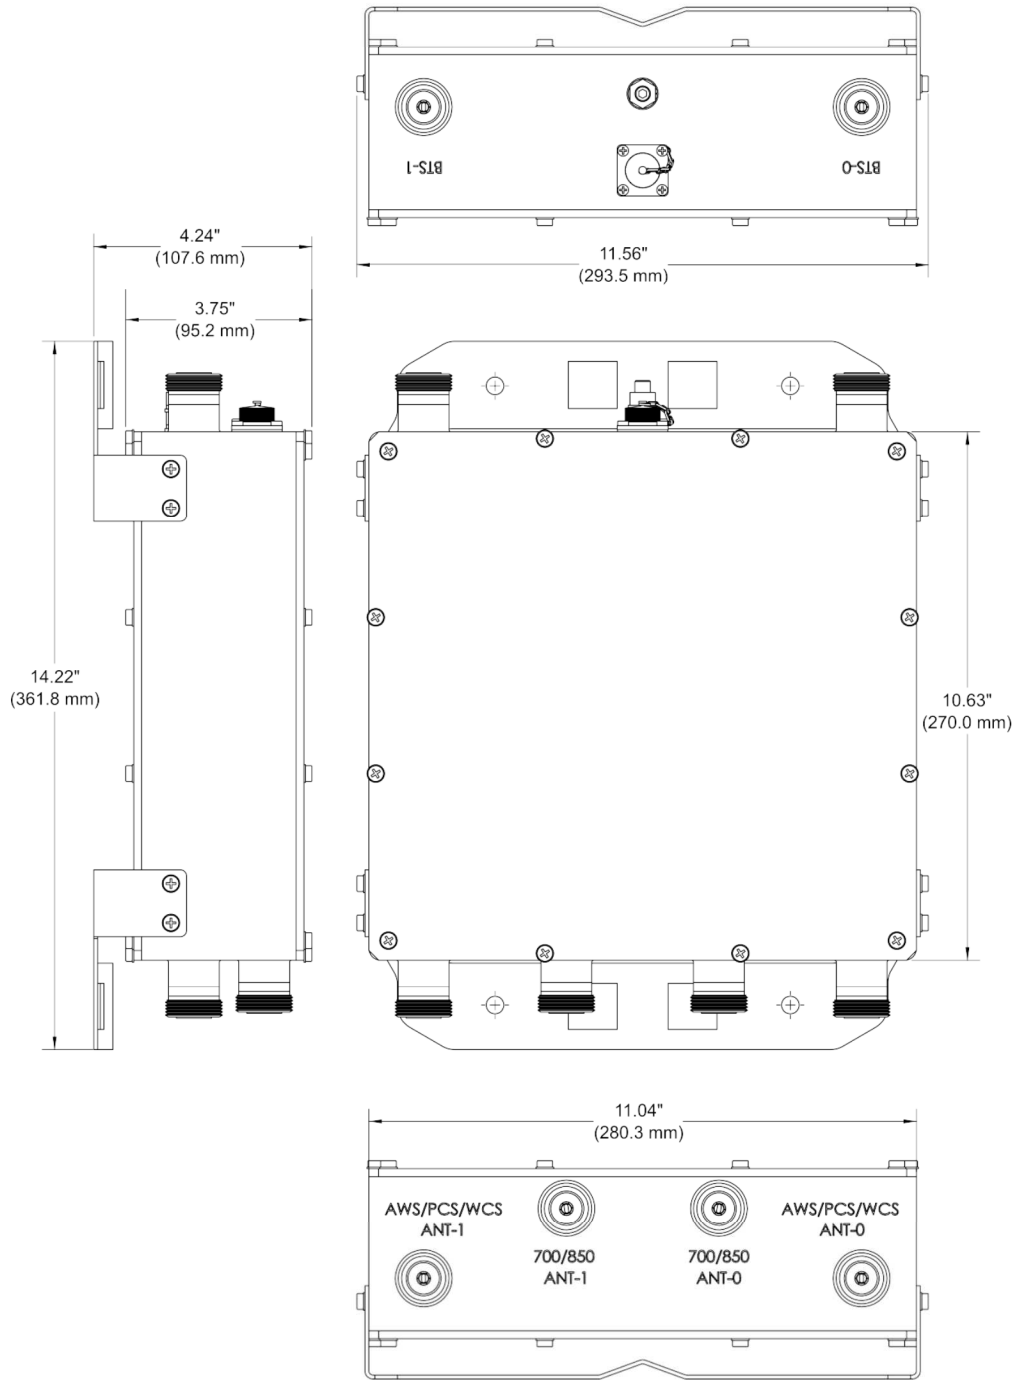 BTS-1
BTS-0
4.24"
(107.6 mm)
11.56"
(293.5 mm)
3.75"
(95.2 mm)
14.22"
(361.8 mm)
10.63"
(270.0 mm)
11.04"
(280.3 mm)
AWS/PCS/WCS
ANT-1
AWS/PCS/WCS
ANT-0
700/850
ANT-1
700/850
ANT-0